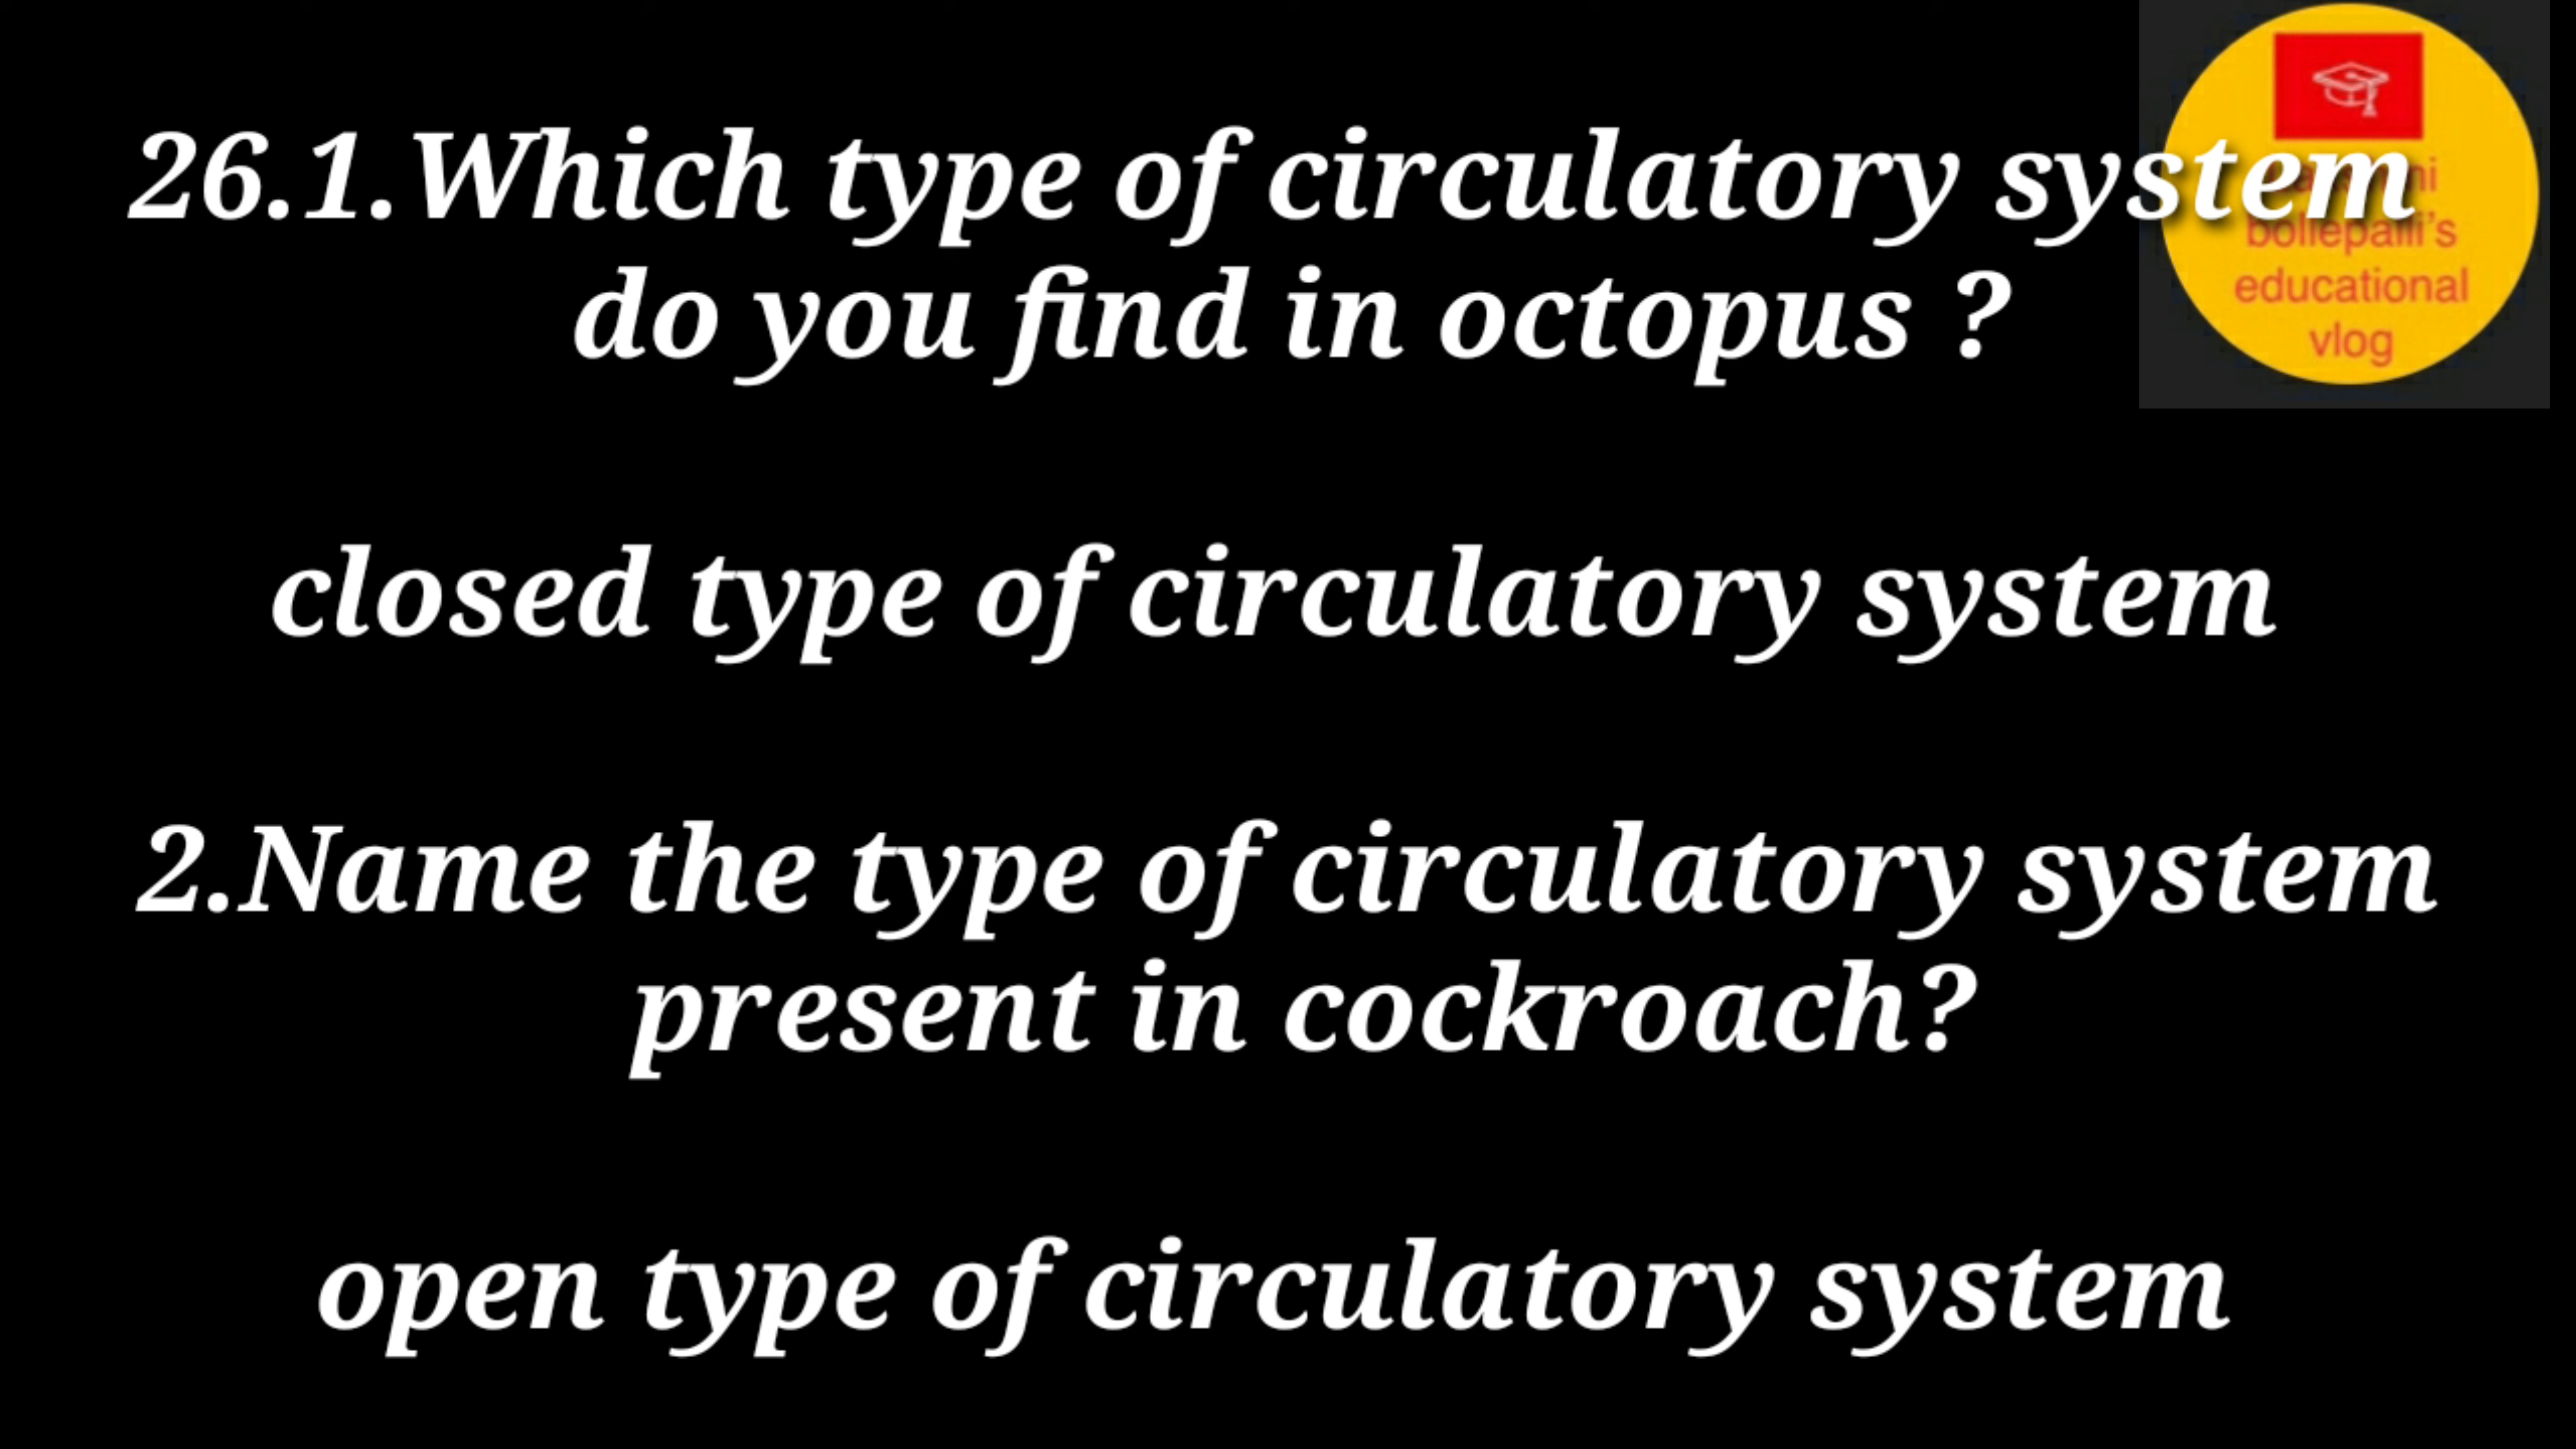 26.1.Which type of circulatory system
do you find in octopus ?
closed type of circulatory system
2.Name the type of circulatory system
present in cockroach?
open type of circulatory system
bollepalli's
educational
vlog